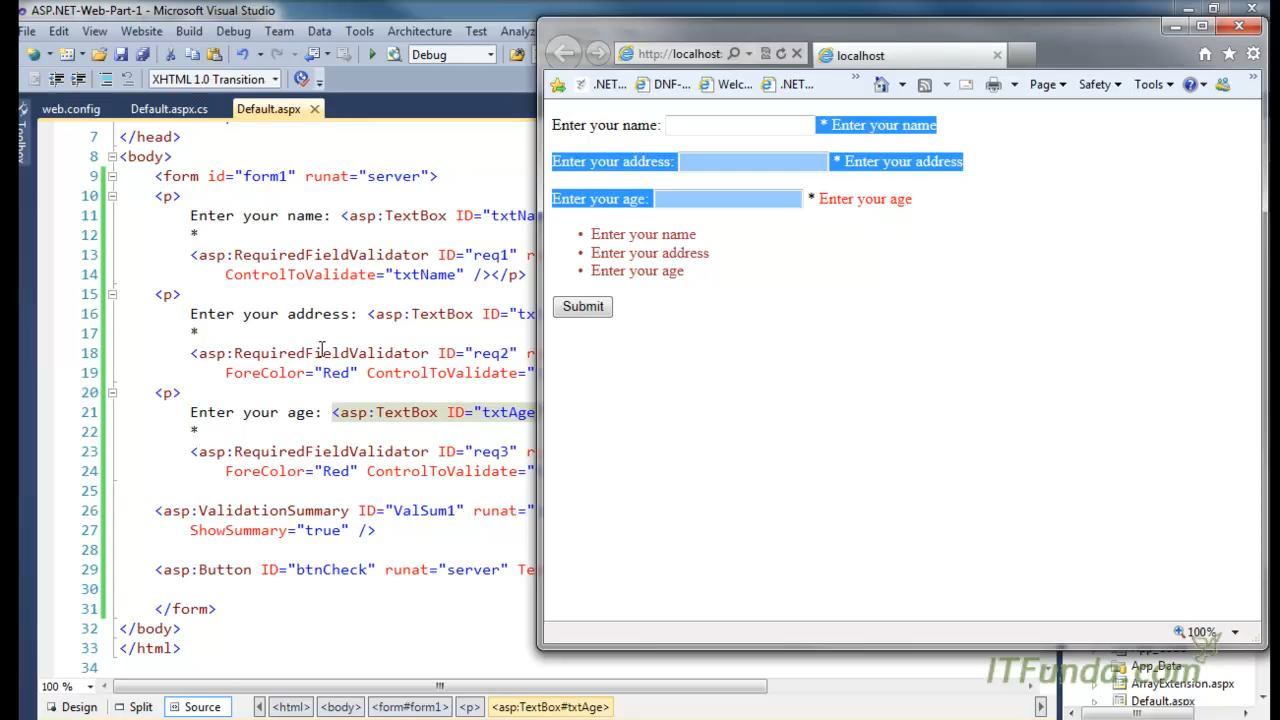 ASP.NET-Web-Part-1 - Microsoft Visual Studio
File Edit View Website Build Debug Team Data Tools Architecture Test Analy
Debug
XHTML 1.0 Transition
Toolbox
web.config Default.aspx.cs Default.aspx
7 </head>
8 <body>
9 <form id="form1" runat="server">
10 <p>
11 Enter your name: <asp:TextBox ID="txtNa
12 *
13 <asp:RequiredFieldValidator ID="req1" r
14 ControlToValidate="txtName" /></p>
15 <p>
16 Enter your address: <asp:TextBox ID="tx
17 *
18 <asp:RequiredFieldValidator ID="req2" r
19 ForeColor="Red" ControlToValidate="
20 <p>
21 Enter your age: <asp:TextBox ID="txtAge
22 *
23 <asp:RequiredFieldValidator ID="req3" r
24 ForeColor="Red" ControlToValidate="
25
26 <asp:ValidationSummary ID="ValSum1" runat="
27 ShowSummary="true" />
28
29 <asp:Button ID="btnCheck" runat="server" Te
30
31 </form>
32 </body>
33 </html>
34
100 %
Design Split Source <html> <body> <form#form1> <p> <asp:TextBox#txtAge>
http://localhost: localhost
.NET... DNF-... Welc... .NET... Page Safety Tools
Enter your name: * Enter your name
Enter your address: * Enter your address
Enter your age: * Enter your age
• Enter your name
• Enter your address
• Enter your age
Submit
100%
ITFunda.com
App_Data
ArrayExtension.aspx
Default.aspx